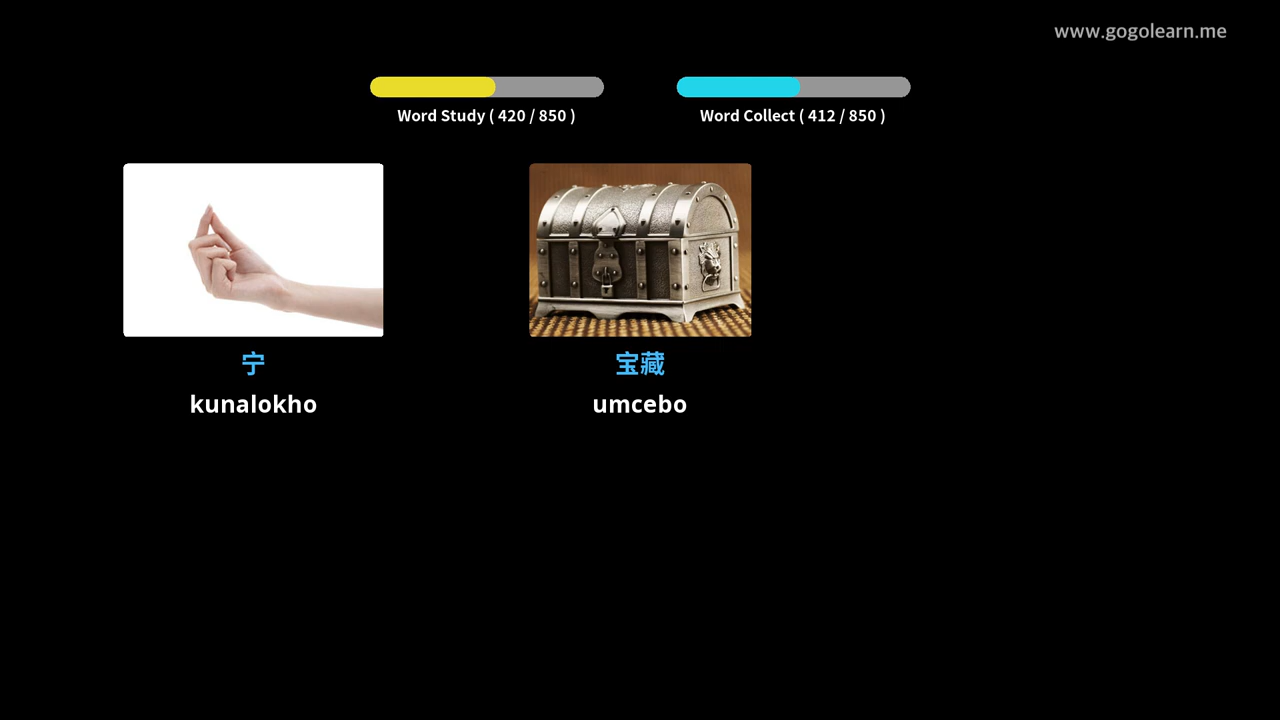 www.gogolearn.me
Word Study ( 420 / 850 )
Word Collect ( 412 / 850 )
宁
kunalokho
宝藏
umcebo